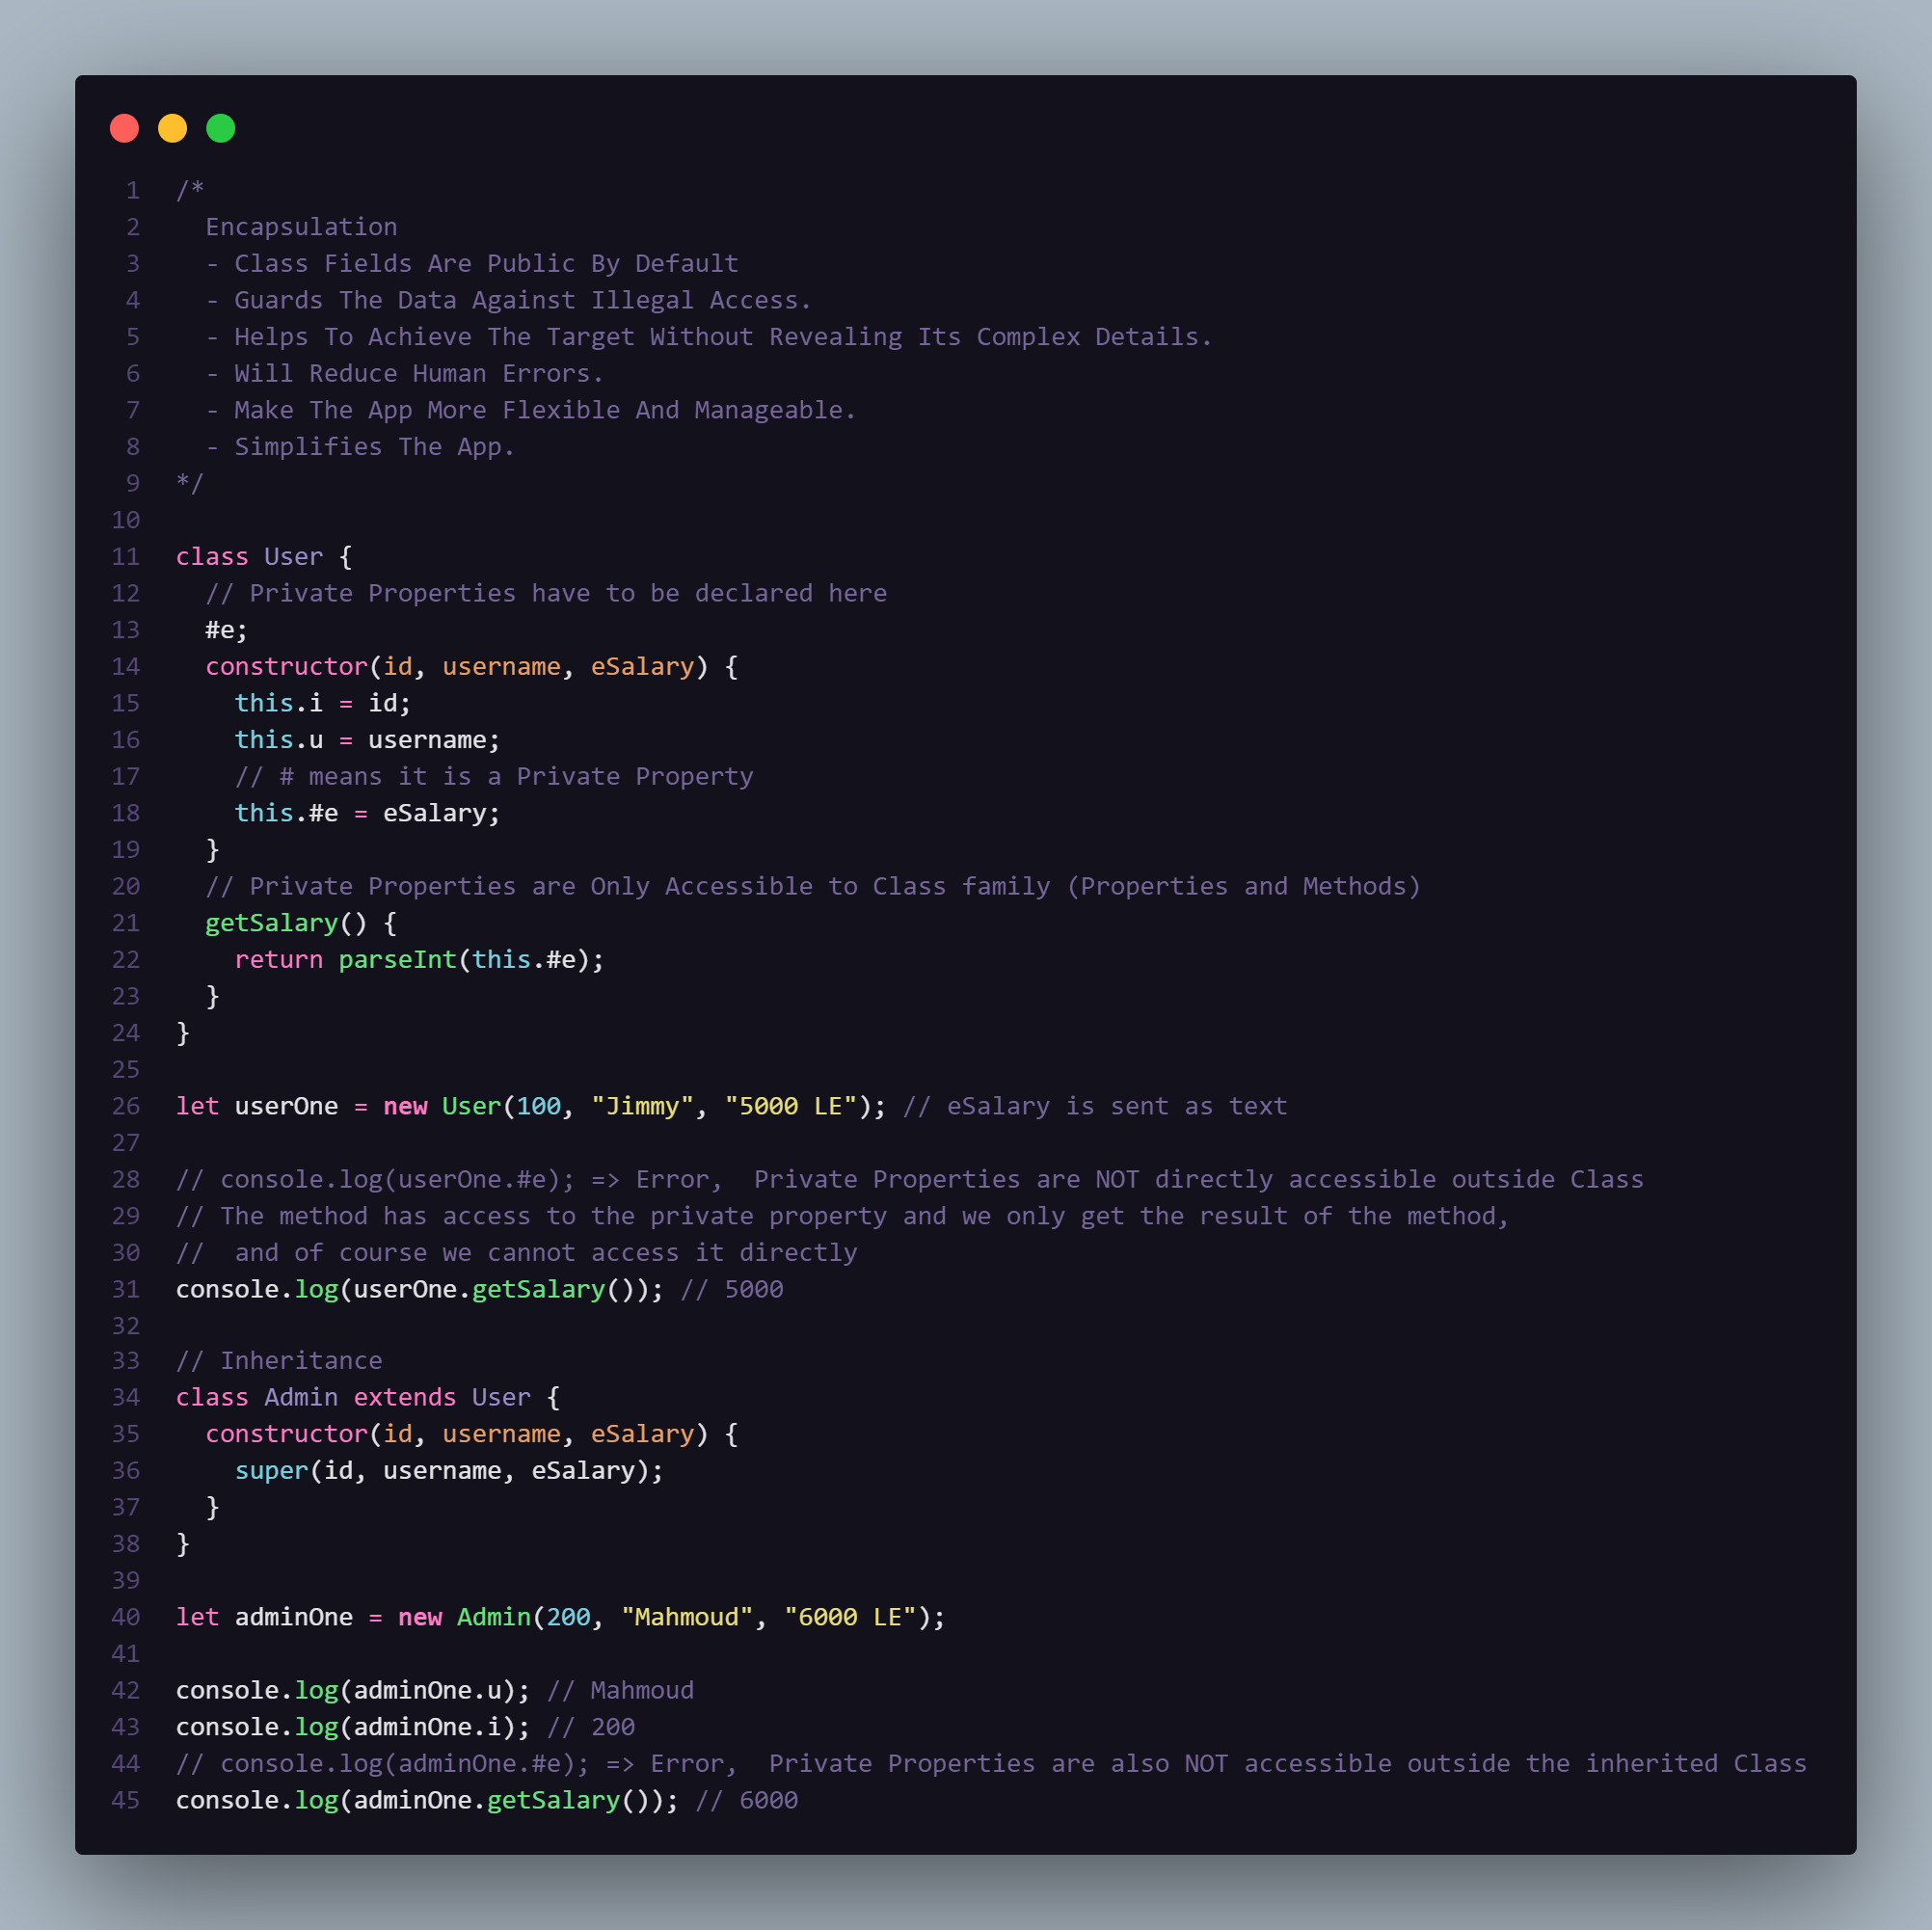 1 /*
2   Encapsulation
3   - Class Fields Are Public By Default
4   - Guards The Data Against Illegal Access.
5   - Helps To Achieve The Target Without Revealing Its Complex Details.
6   - Will Reduce Human Errors.
7   - Make The App More Flexible And Manageable.
8   - Simplifies The App.
9 */
10
11 class User {
12   // Private Properties have to be declared here
13   #e;
14   constructor(id, username, eSalary) {
15     this.i = id;
16     this.u = username;
17     // # means it is a Private Property
18     this.#e = eSalary;
19   }
20   // Private Properties are Only Accessible to Class family (Properties and Methods)
21   getSalary() {
22     return parseInt(this.#e);
23   }
24 }
25
26 let userOne = new User(100, "Jimmy", "5000 LE"); // eSalary is sent as text
27
28 // console.log(userOne.#e); => Error,  Private Properties are NOT directly accessible outside Class
29 // The method has access to the private property and we only get the result of the method,
30 //  and of course we cannot access it directly
31 console.log(userOne.getSalary()); // 5000
32
33 // Inheritance
34 class Admin extends User {
35   constructor(id, username, eSalary) {
36     super(id, username, eSalary);
37   }
38 }
39
40 let adminOne = new Admin(200, "Mahmoud", "6000 LE");
41
42 console.log(adminOne.u); // Mahmoud
43 console.log(adminOne.i); // 200
44 // console.log(adminOne.#e); => Error,  Private Properties are also NOT accessible outside the inherited Class
45 console.log(adminOne.getSalary()); // 6000